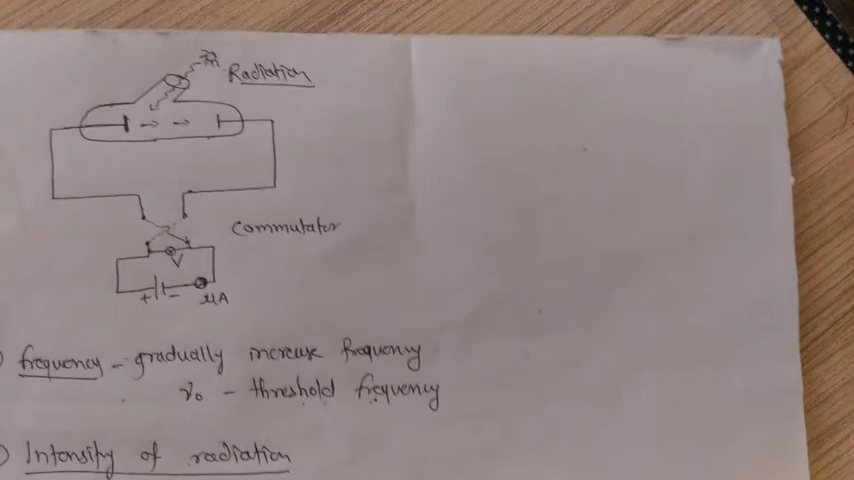 Radiation
Commutator
V
+ - μA
) frequency - gradually increase frequency
ν₀ - threshold frequency
) Intensity of radiation